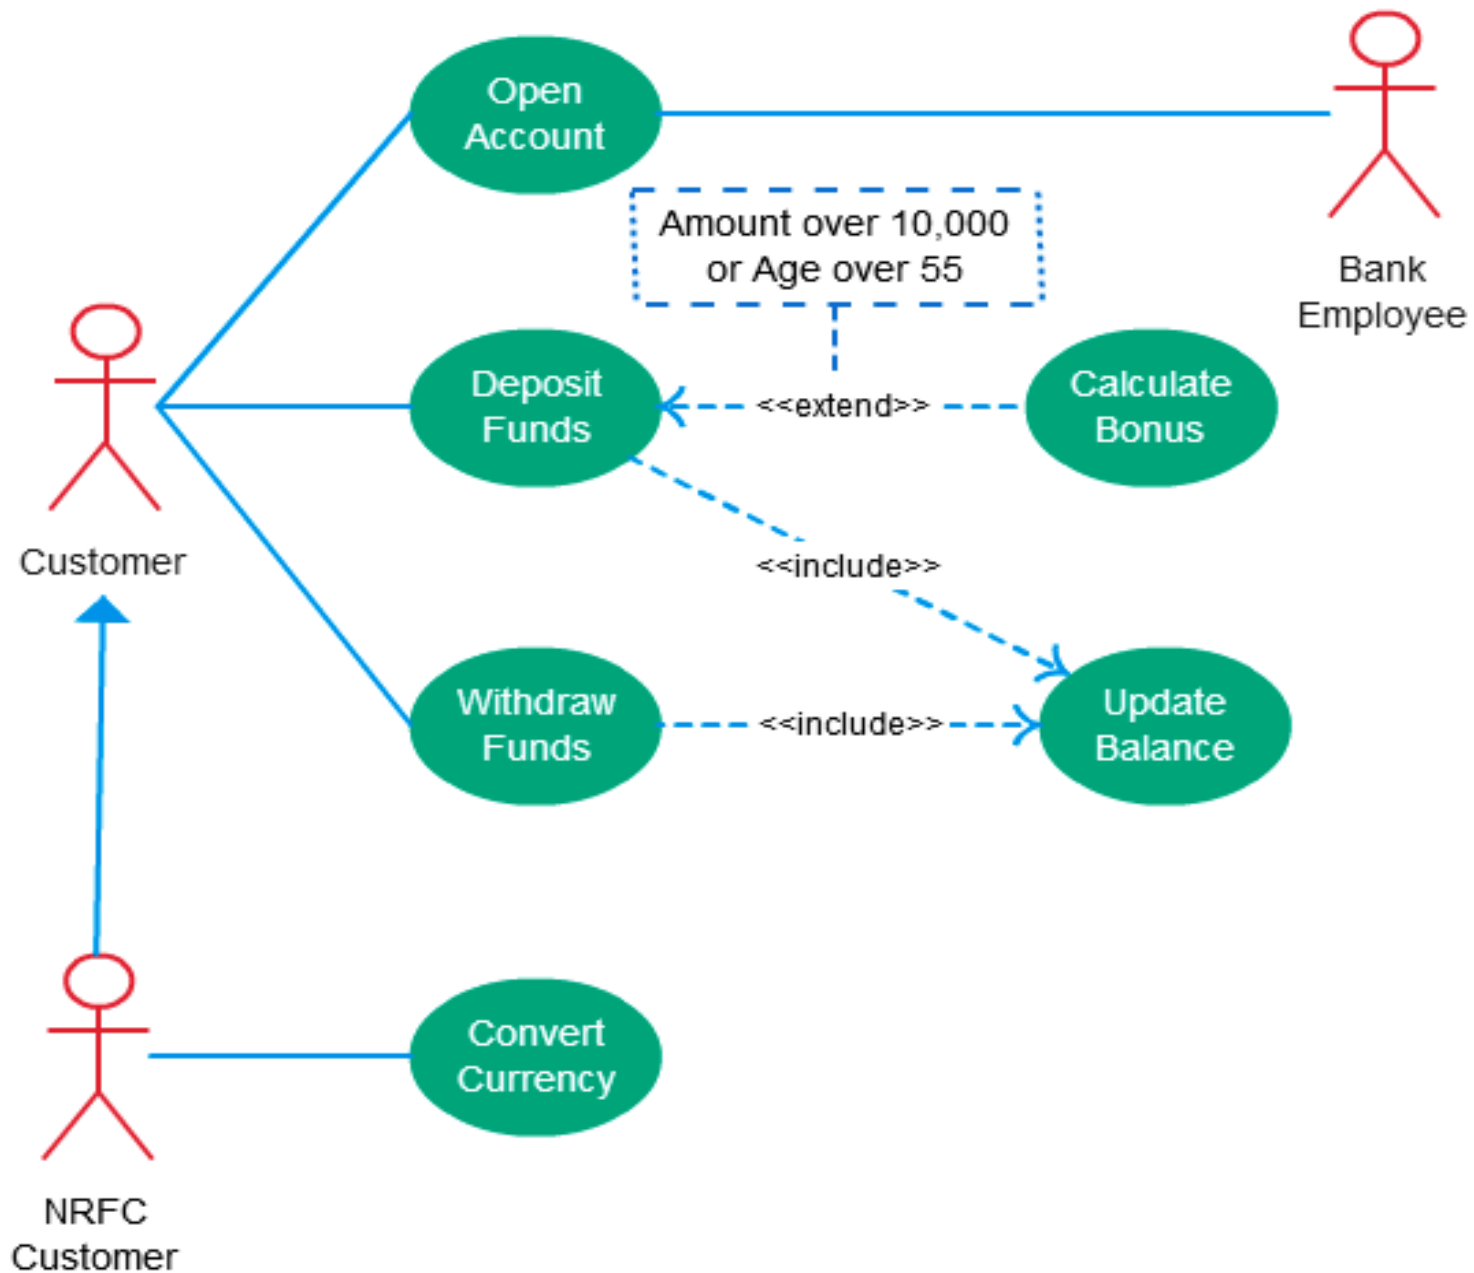 Open
Account
Amount over 10,000
or Age over 55
Bank
Employee
Deposit
Funds
<<extend>>
Calculate
Bonus
Customer
<<include>>
Withdraw
Funds
<<include>>
Update
Balance
Convert
Currency
NRFC
Customer